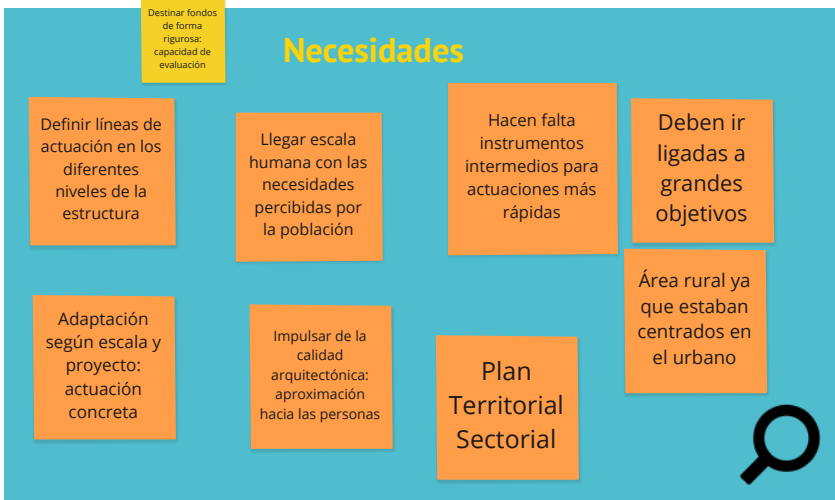 Destinar fondos
de forma
rigurosa:
capacidad de
evaluación
Necesidades
Definir líneas de
actuación en los
diferentes
niveles de la
estructura
Llegar escala
humana con las
necesidades
percibidas por
la población
Hacen falta
instrumentos
intermedios para
actuaciones más
rápidas
Deben ir
ligadas a
grandes
objetivos
Adaptación
según escala y
proyecto:
actuación
concreta
Impulsar de la
calidad
arquitectónica:
aproximación
hacia las personas
Plan
Territorial
Sectorial
Área rural ya
que estaban
centrados en
el urbano